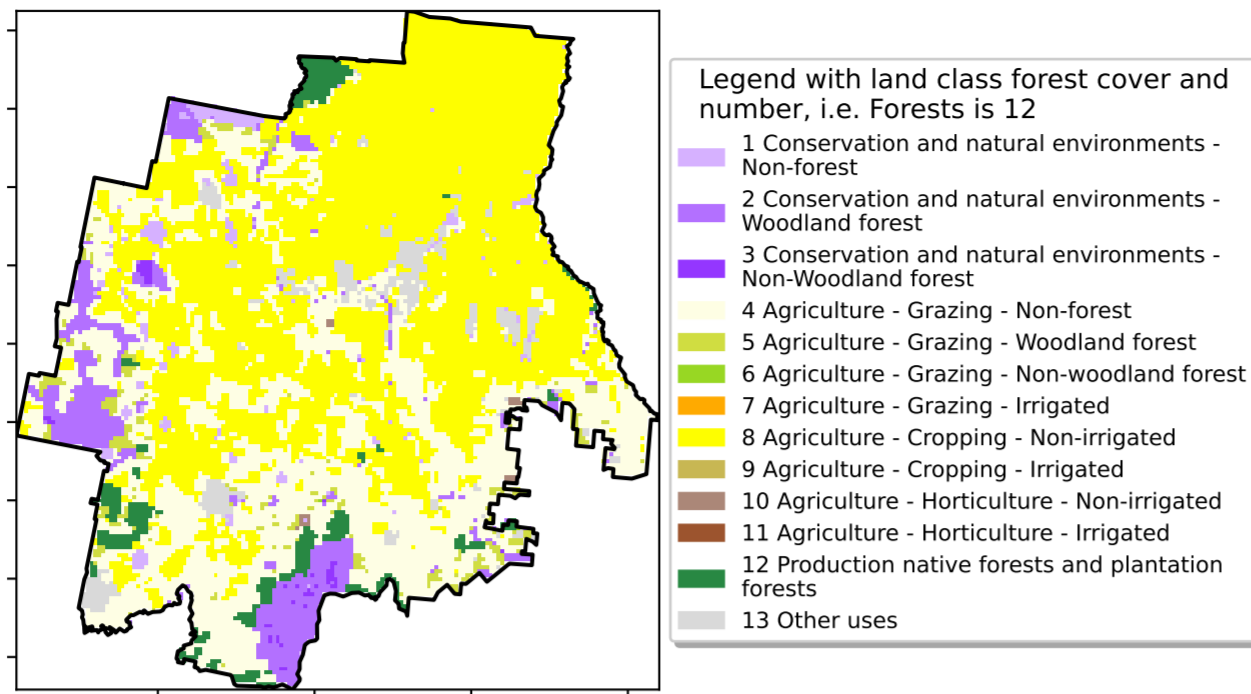 Legend with land class forest cover and
number, i.e. Forests is 12
1 Conservation and natural environments -
Non-forest
2 Conservation and natural environments -
Woodland forest
3 Conservation and natural environments -
Non-Woodland forest
4 Agriculture - Grazing - Non-forest
5 Agriculture - Grazing - Woodland forest
6 Agriculture - Grazing - Non-woodland forest
7 Agriculture - Grazing - Irrigated
8 Agriculture - Cropping - Non-irrigated
9 Agriculture - Cropping - Irrigated
10 Agriculture - Horticulture - Non-irrigated
11 Agriculture - Horticulture - Irrigated
12 Production native forests and plantation
forests
13 Other uses